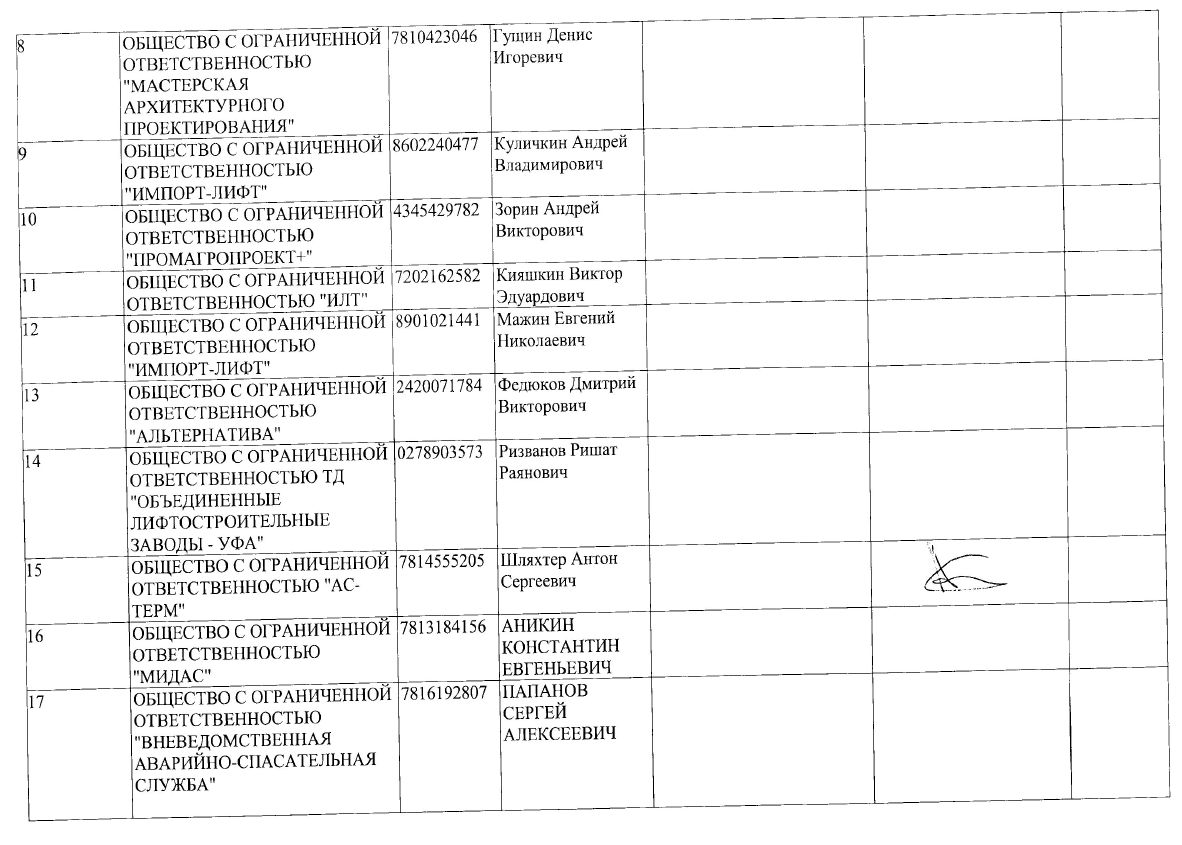 8
ОБЩЕСТВО С ОГРАНИЧЕННОЙ
ОТВЕТСТВЕННОСТЬЮ
"МАСТЕРСКАЯ
АРХИТЕКТУРНОГО
ПРОЕКТИРОВАНИЯ"
7810423046
Гущин Денис
Игоревич
9
ОБЩЕСТВО С ОГРАНИЧЕННОЙ
ОТВЕТСТВЕННОСТЬЮ
"ИМПОРТ-ЛИФТ"
8602240477
Куличкин Андрей
Владимирович
10
ОБЩЕСТВО С ОГРАНИЧЕННОЙ
ОТВЕТСТВЕННОСТЬЮ
"ПРОМАГРОПРОЕКТ+"
4345429782
Зорин Андрей
Викторович
11
ОБЩЕСТВО С ОГРАНИЧЕННОЙ
ОТВЕТСТВЕННОСТЬЮ "ИЛТ"
7202162582
Кияшкин Виктор
Эдуардович
12
ОБЩЕСТВО С ОГРАНИЧЕННОЙ
ОТВЕТСТВЕННОСТЬЮ
"ИМПОРТ-ЛИФТ"
8901021441
Мажин Евгений
Николаевич
13
ОБЩЕСТВО С ОГРАНИЧЕННОЙ
ОТВЕТСТВЕННОСТЬЮ
"АЛЬТЕРНАТИВА"
2420071784
Федюков Дмитрий
Викторович
14
ОБЩЕСТВО С ОГРАНИЧЕННОЙ
ОТВЕТСТВЕННОСТЬЮ ТД
"ОБЪЕДИНЕННЫЕ
ЛИФТОСТРОИТЕЛЬНЫЕ
ЗАВОДЫ - УФА"
0278903573
Ризванов Ришат
Раянович
15
ОБЩЕСТВО С ОГРАНИЧЕННОЙ
ОТВЕТСТВЕННОСТЬЮ "АС-
ТЕРМ"
7814555205
Шляхтер Антон
Сергеевич
16
ОБЩЕСТВО С ОГРАНИЧЕННОЙ
ОТВЕТСТВЕННОСТЬЮ
"МИДАС"
7813184156
АНИКИН
КОНСТАНТИН
ЕВГЕНЬЕВИЧ
17
ОБЩЕСТВО С ОГРАНИЧЕННОЙ
ОТВЕТСТВЕННОСТЬЮ
"ВНЕВЕДОМСТВЕННАЯ
АВАРИЙНО-СПАСАТЕЛЬНАЯ
СЛУЖБА"
7816192807
ПАПАНОВ
СЕРГЕЙ
АЛЕКСЕЕВИЧ